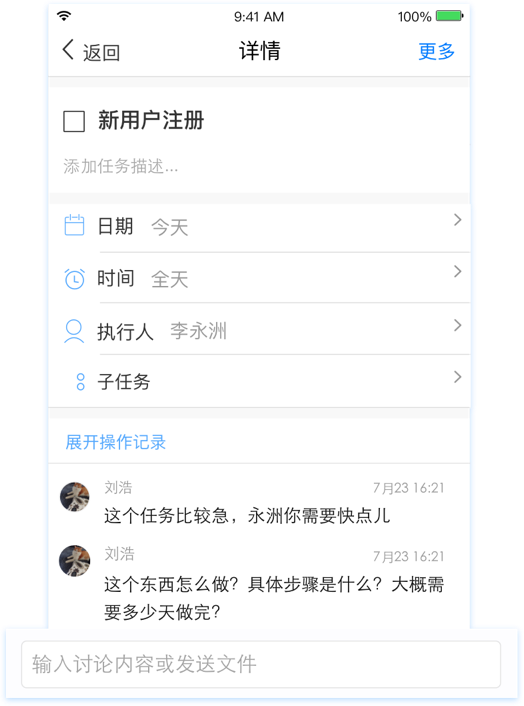 9:41 AM
100%
返回
详情
更多
新用户注册
添加任务描述...
日期 今天
时间 全天
执行人 李永洲
子任务
展开操作记录
刘浩 7月23 16:21
这个任务比较急，永洲你需要快点儿
刘浩 7月23 16:21
这个东西怎么做？具体步骤是什么？大概需
要多少天做完？
输入讨论内容或发送文件